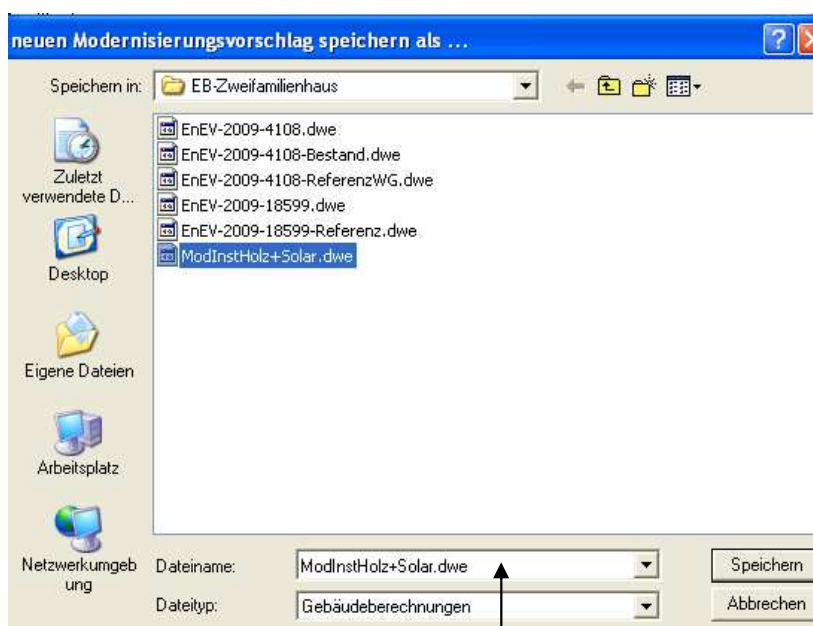 neuen Modernisierungsvorschlag speichern als ...
Speichern in:
EB-Zweifamilienhaus
EnEV-2009-4108.dwe
EnEV-2009-4108-Bestand.dwe
EnEV-2009-4108-ReferenzWG.dwe
EnEV-2009-18599.dwe
EnEV-2009-18599-Referenz.dwe
ModInstHolz+Solar.dwe
Zuletzt
verwendete D...
Desktop
Eigene Dateien
Arbeitsplatz
Netzwerkumgeb
ung
Dateiname:
ModInstHolz+Solar.dwe
Speichern
Dateityp:
Gebäudeberechnungen
Abbrechen